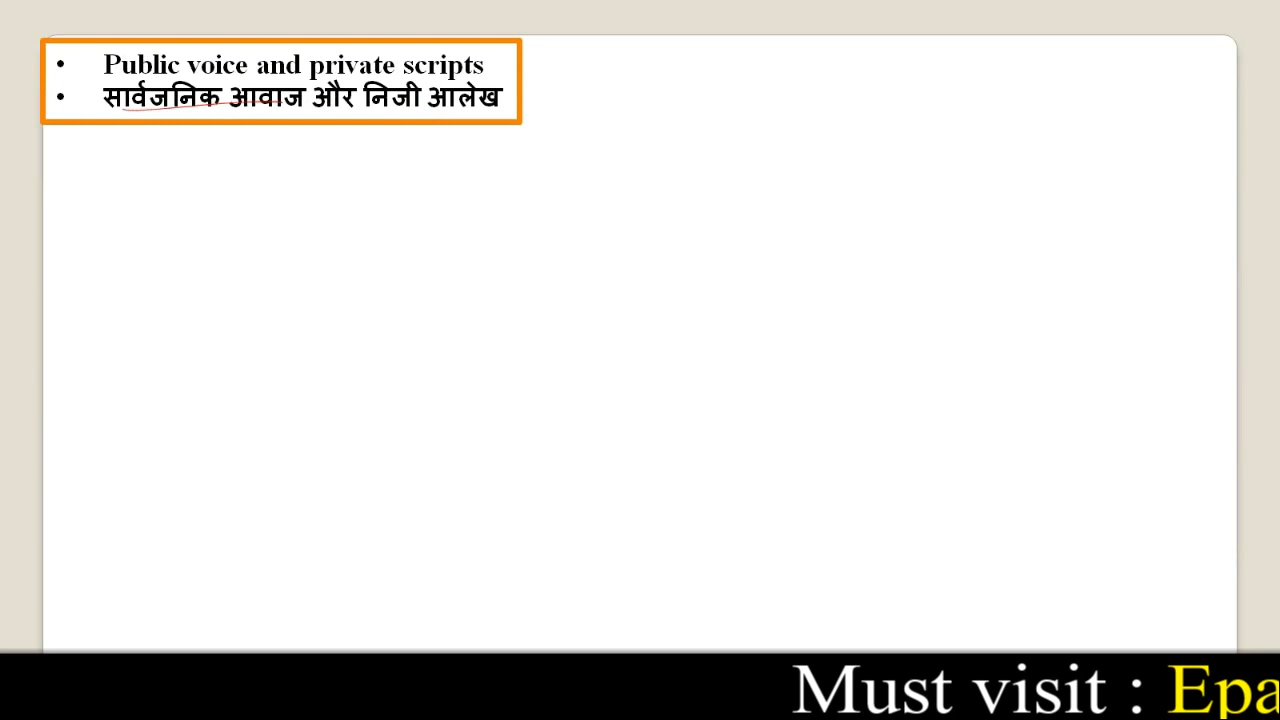 • Public voice and private scripts
• सार्वजनिक आवाज और निजी आलेख
Must visit : Epa